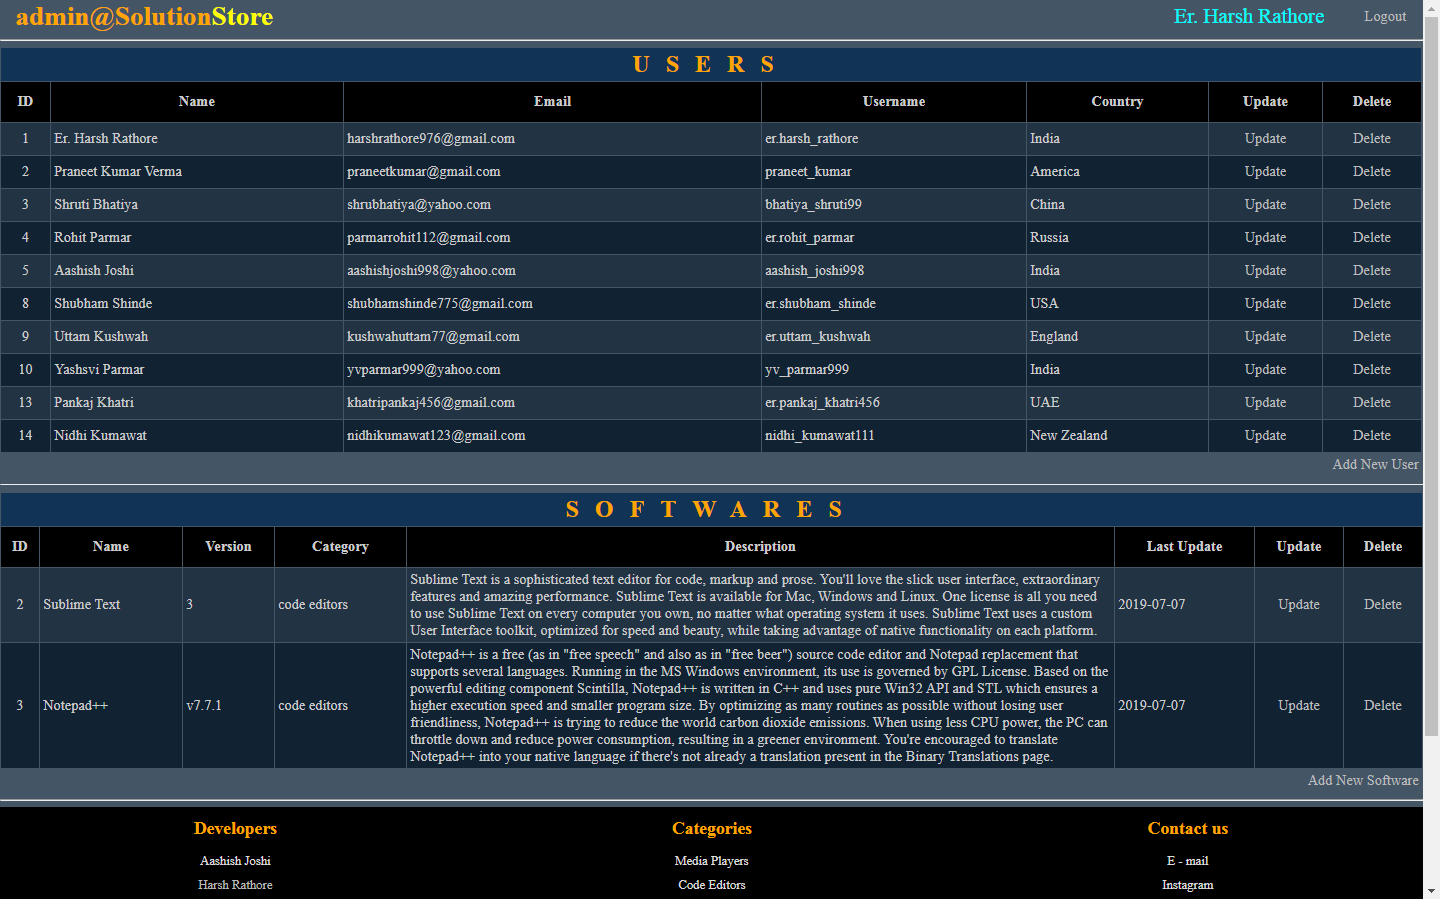 admin@SolutionStore Er. Harsh Rathore Logout
U S E R S
ID Name Email Username Country Update Delete
1 Er. Harsh Rathore harshrathore976@gmail.com er.harsh_rathore India Update Delete
2 Praneet Kumar Verma praneetkumar@gmail.com praneet_kumar America Update Delete
3 Shruti Bhatiya shrubhatiya@yahoo.com bhatiya_shruti99 China Update Delete
4 Rohit Parmar parmarrohit112@gmail.com er.rohit_parmar Russia Update Delete
5 Aashish Joshi aashishjoshi998@yahoo.com aashish_joshi998 India Update Delete
8 Shubham Shinde shubhamshinde775@gmail.com er.shubham_shinde USA Update Delete
9 Uttam Kushwah kushwahuttam77@gmail.com er.uttam_kushwah England Update Delete
10 Yashsvi Parmar yvparmar999@yahoo.com yv_parmar999 India Update Delete
13 Pankaj Khatri khatripankaj456@gmail.com er.pankaj_khatri456 UAE Update Delete
14 Nidhi Kumawat nidhikumawat123@gmail.com nidhi_kumawat111 New Zealand Update Delete
Add New User
S O F T W A R E S
ID Name Version Category Description Last Update Update Delete
2 Sublime Text 3 code editors
Sublime Text is a sophisticated text editor for code, markup and prose. You'll love the slick user interface, extraordinary
features and amazing performance. Sublime Text is available for Mac, Windows and Linux. One license is all you need
to use Sublime Text on every computer you own, no matter what operating system it uses. Sublime Text uses a custom
User Interface toolkit, optimized for speed and beauty, while taking advantage of native functionality on each platform.
2019-07-07 Update Delete
3 Notepad++ v7.7.1 code editors
Notepad++ is a free (as in "free speech" and also as in "free beer") source code editor and Notepad replacement that
supports several languages. Running in the MS Windows environment, its use is governed by GPL License. Based on the
powerful editing component Scintilla, Notepad++ is written in C++ and uses pure Win32 API and STL which ensures a
higher execution speed and smaller program size. By optimizing as many routines as possible without losing user
friendliness, Notepad++ is trying to reduce the world carbon dioxide emissions. When using less CPU power, the PC can
throttle down and reduce power consumption, resulting in a greener environment. You're encouraged to translate
Notepad++ into your native language if there's not already a translation present in the Binary Translations page.
2019-07-07 Update Delete
Add New Software
Developers Categories Contact us
Aashish Joshi Media Players E - mail
Harsh Rathore Code Editors Instagram